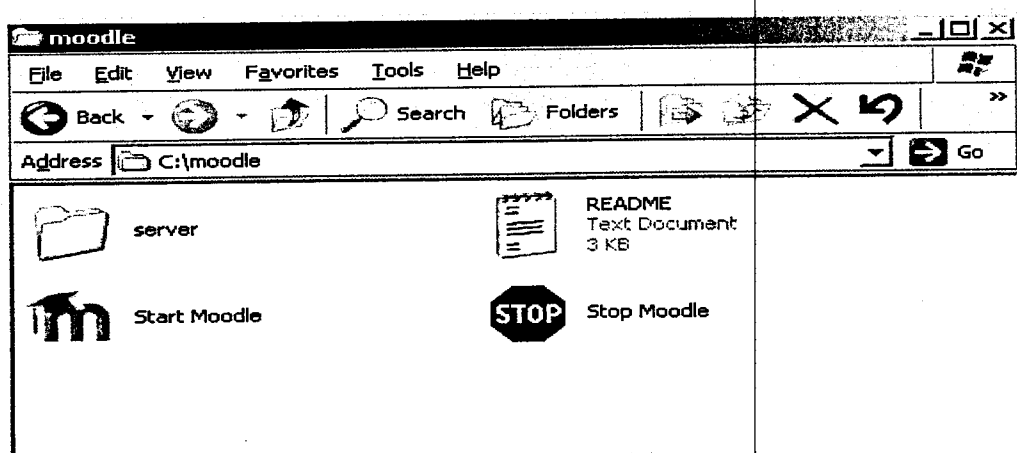 moodle
File Edit View Favorites Tools Help
Back Search Folders »
Address C:\moodle Go
server
README
Text Document
3 KB
m Start Moodle
STOP Stop Moodle